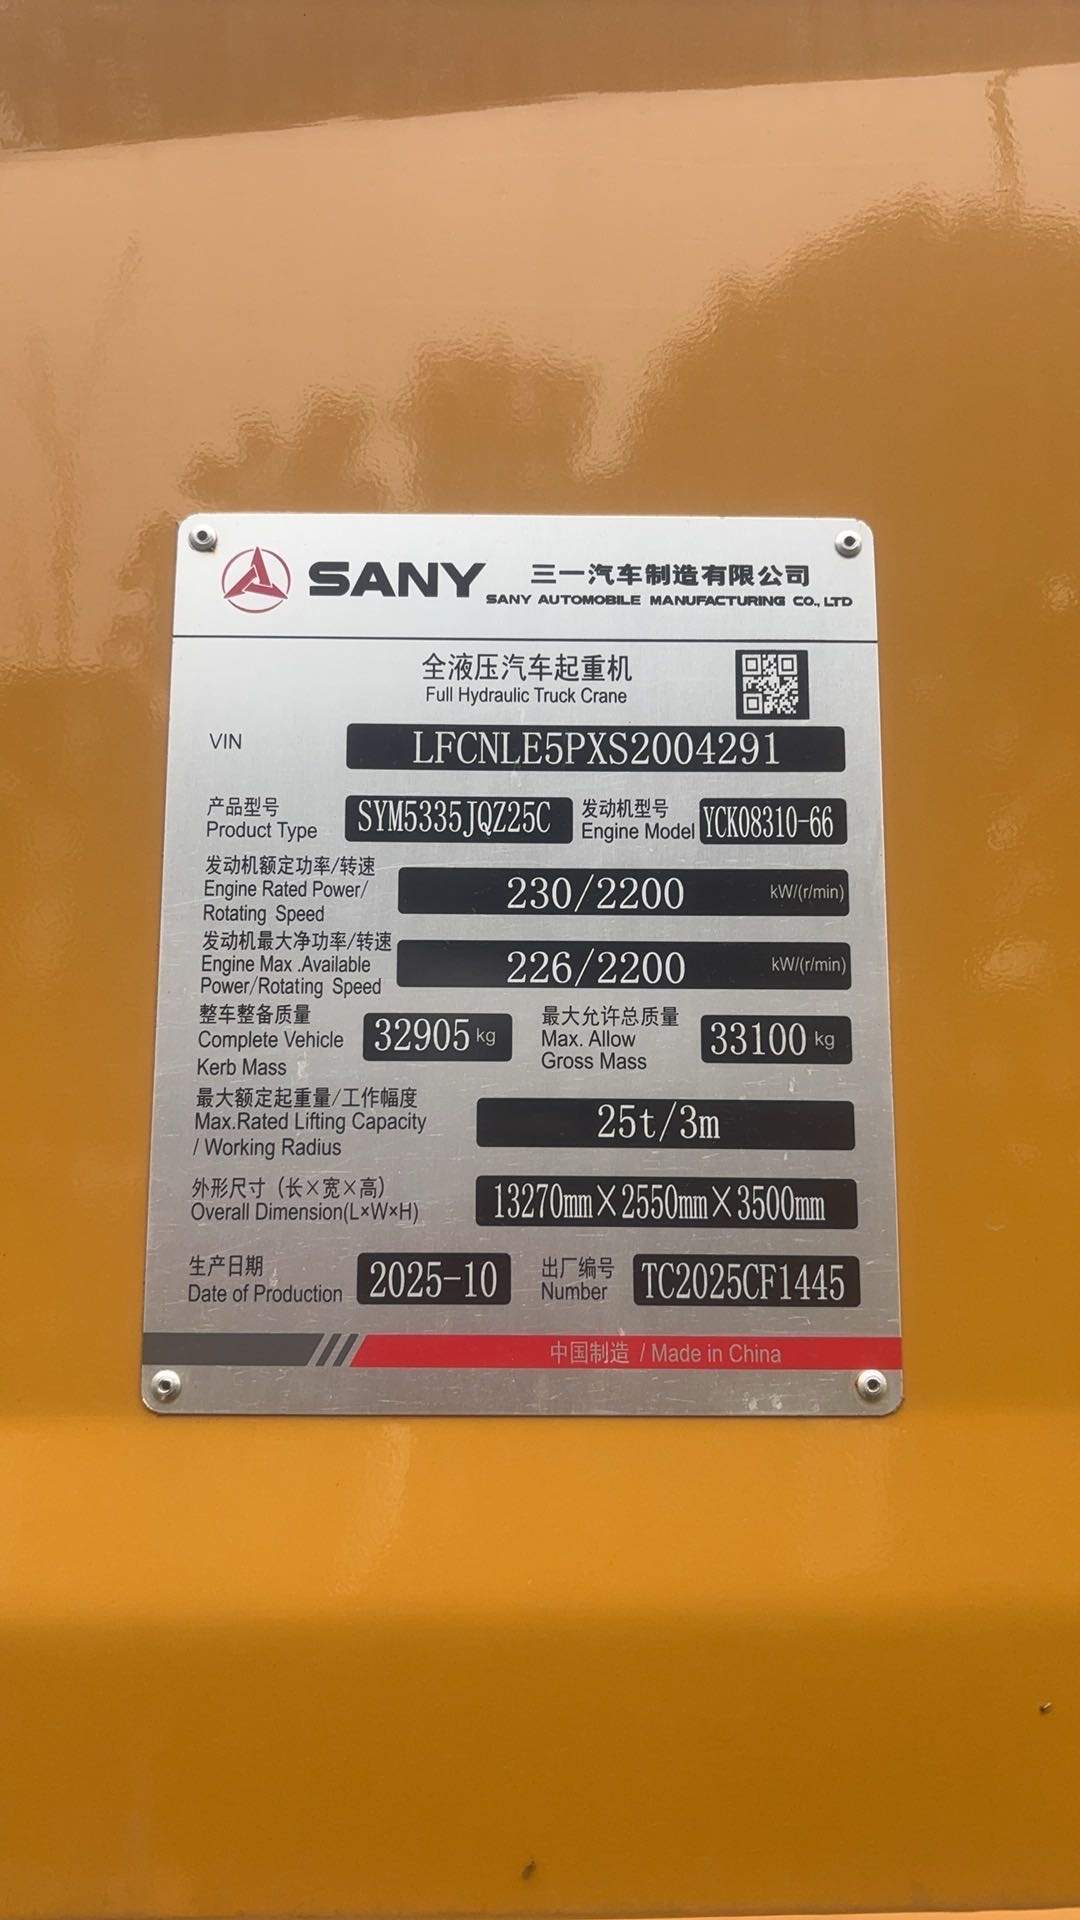 SANY 三一汽车制造有限公司
SANY AUTOMOBILE MANUFACTURING CO., LTD
全液压汽车起重机
Full Hydraulic Truck Crane
VIN LFCNLE5PXS2004291
产品型号 发动机型号
Product Type SYM5335JQZ25C Engine Model YCK08310-66
发动机额定功率/转速
Engine Rated Power/ 230/2200 kW/(r/min)
Rotating Speed
发动机最大净功率/转速
Engine Max .Available 226/2200 kW/(r/min)
Power/Rotating Speed
整车整备质量 最大允许总质量
Complete Vehicle 32905 kg Max. Allow 33100 kg
Kerb Mass Gross Mass
最大额定起重量/工作幅度
Max.Rated Lifting Capacity 25t/3m
/ Working Radius
外形尺寸（长×宽×高）
Overall Dimension(L×W×H) 13270mm×2550mm×3500mm
生产日期 出厂编号
Date of Production 2025-10 Number TC2025CF1445
中国制造 / Made in China